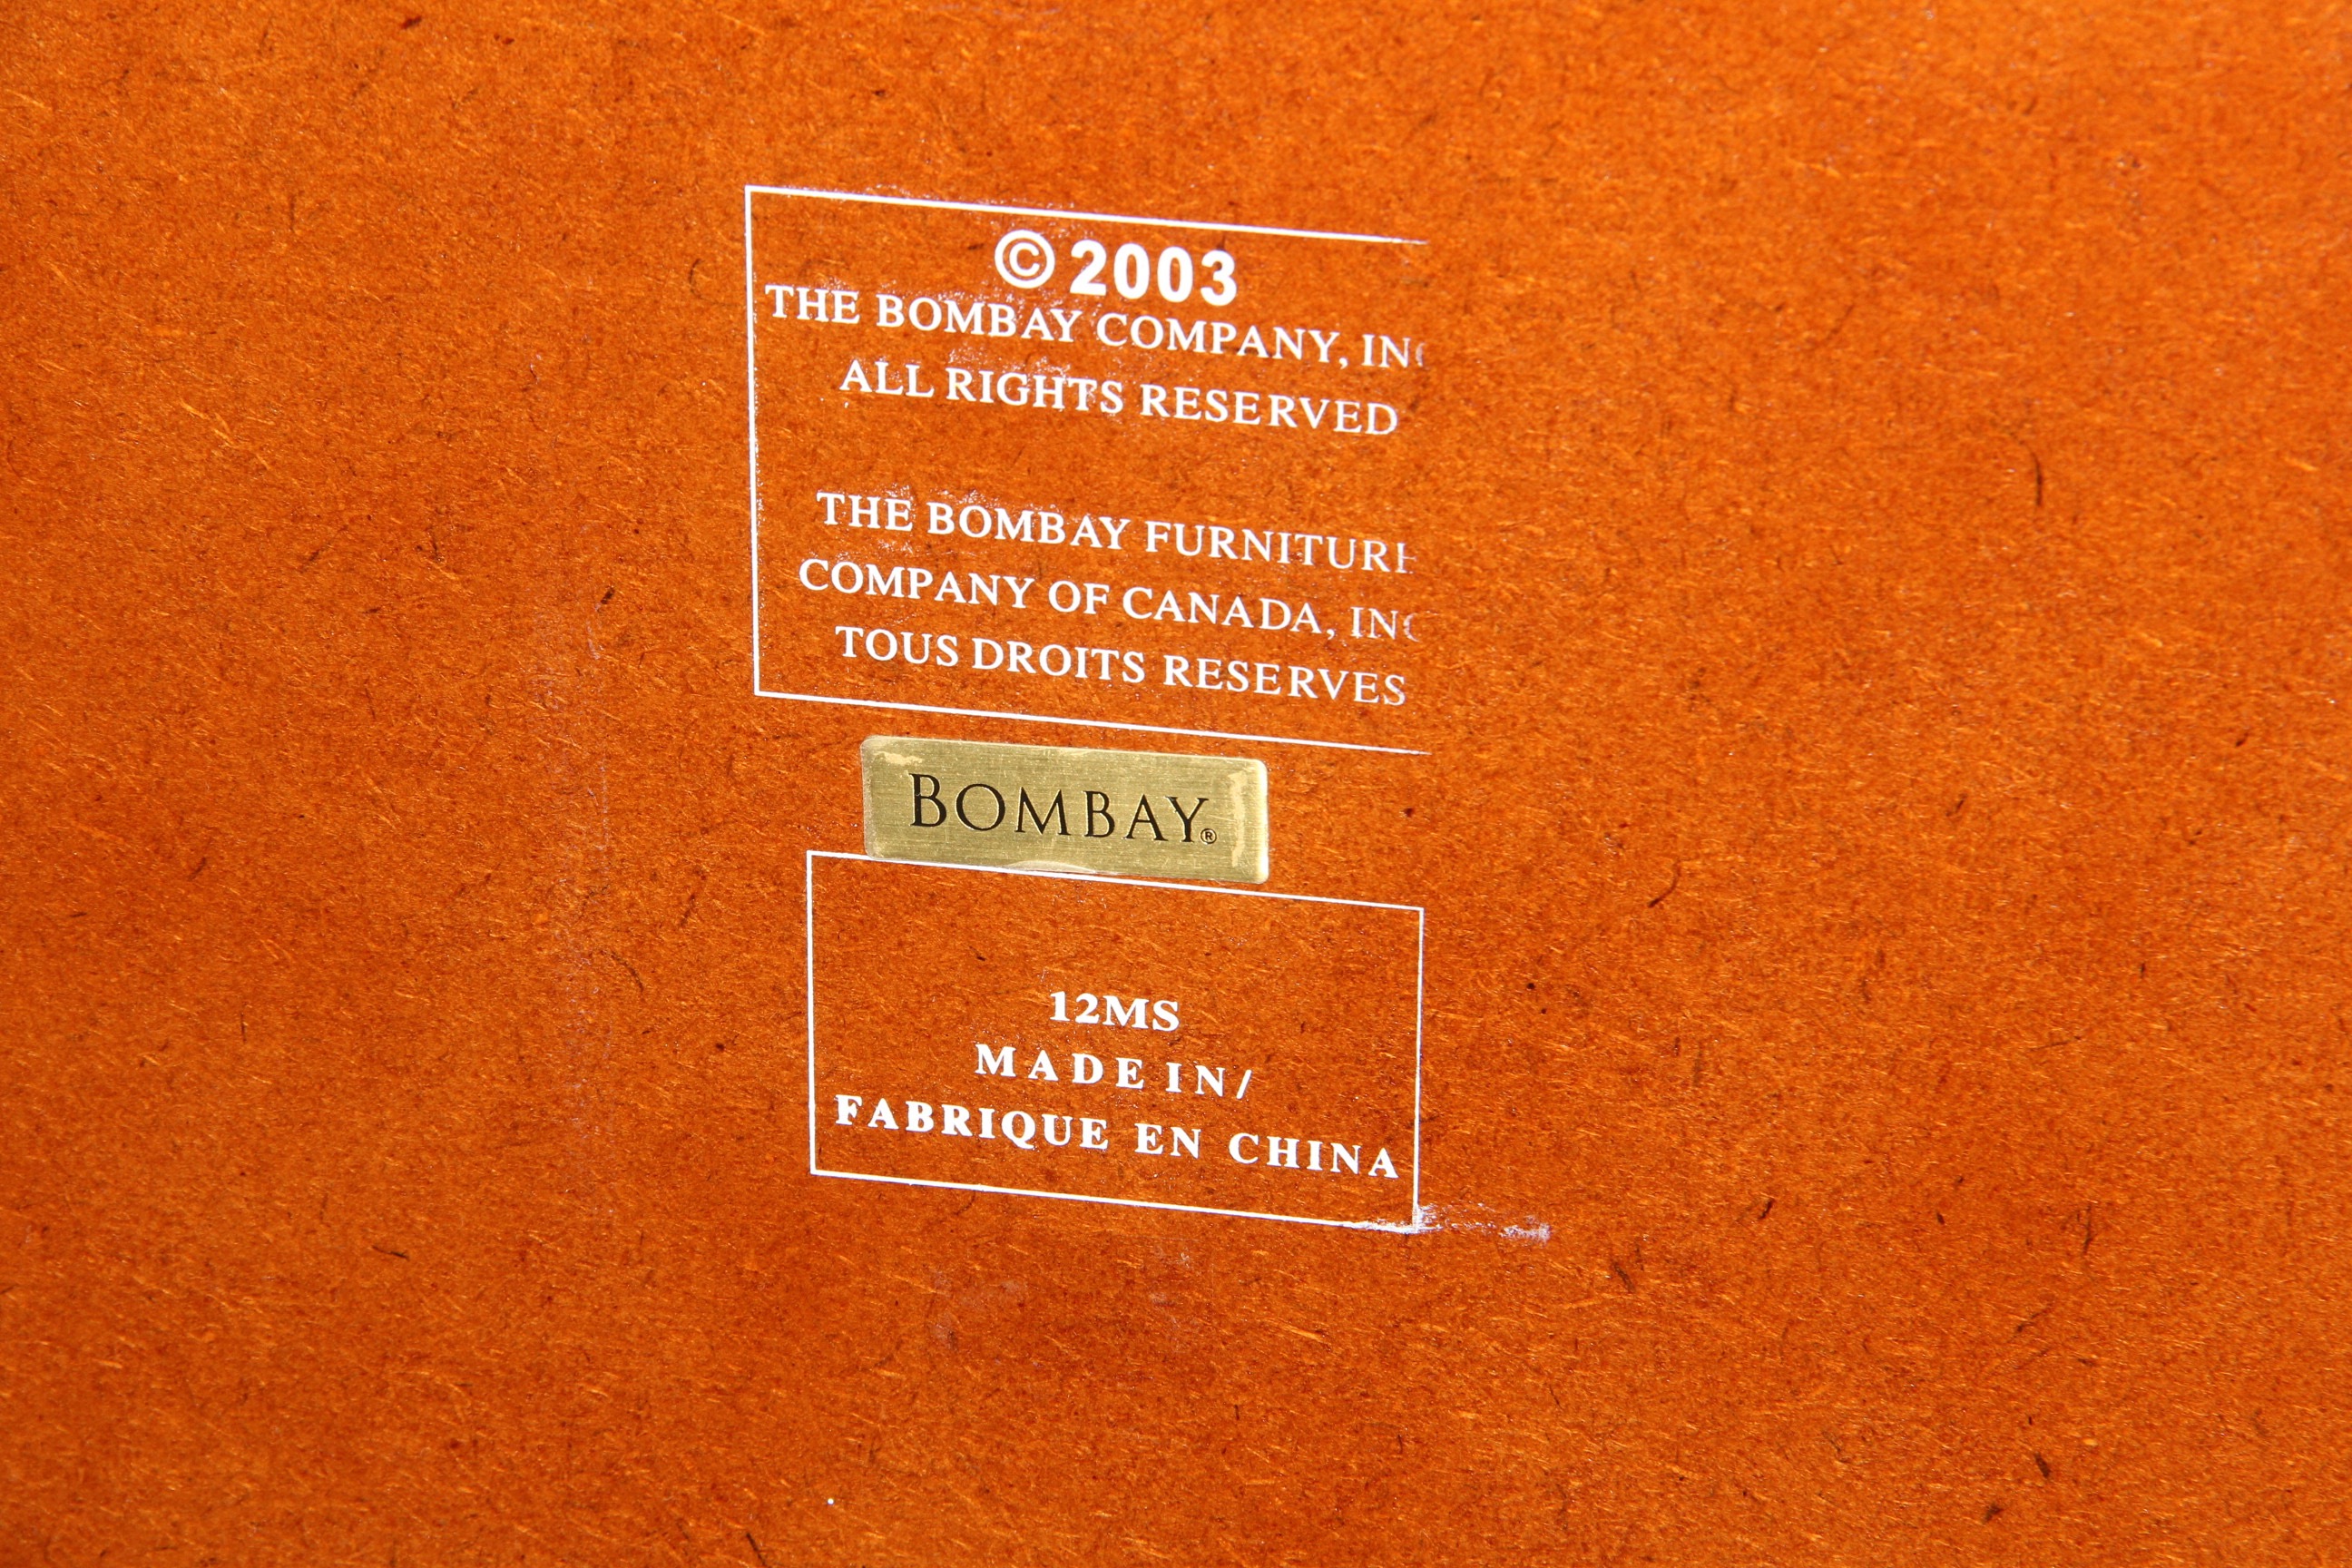 © 2003
THE BOMBAY COMPANY, INC
ALL RIGHTS RESERVED
THE BOMBAY FURNITURE
COMPANY OF CANADA, INC
TOUS DROITS RESERVES
BOMBAY®
12MS
MADE IN/
FABRIQUE EN CHINA